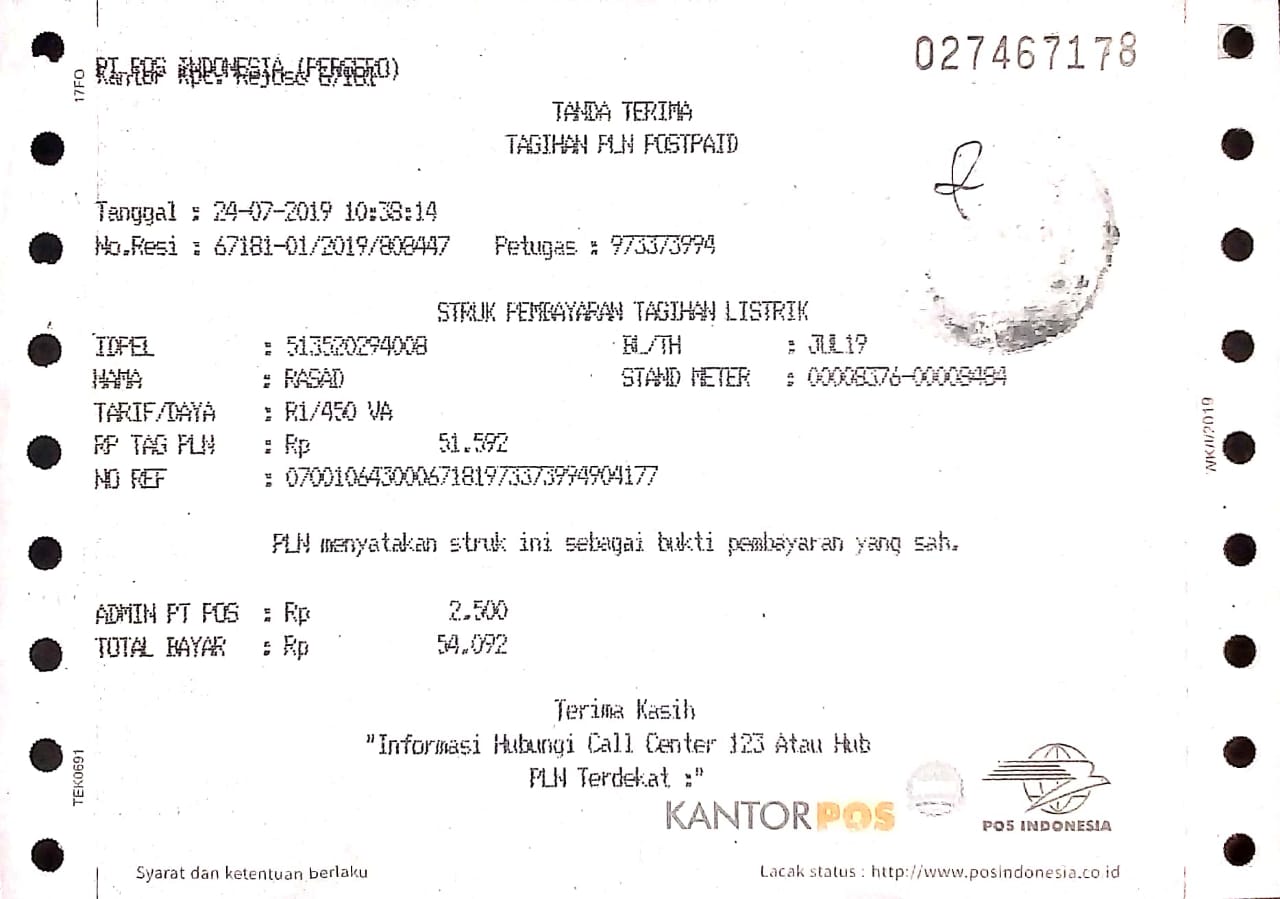 027467178
PT POS INDONESIA (PERSERO)
Kantor Kpc. Rejoso 67181
17FO
TANDA TERIMA
TAGIHAN PLN POSTPAID
Tanggal : 24-07-2019 10:38:14
No.Resi : 67181-01/2019/808447 Petugas : 973373994
STRUK PEMBAYARAN TAGIHAN LISTRIK
IDPEL : 513520294008 BL/TH : JUL19
NAMA : RASAD STAND METER : 00008376-00008484
TARIF/DAYA : R1/450 VA
RP TAG PLN : Rp 51.592
NO REF : 07001064300067181973373994904177
WK/II/2019
PLN menyatakan struk ini sebagai bukti pembayaran yang sah.
ADMIN PT POS : Rp 2.500
TOTAL BAYAR : Rp 54.092
Terima Kasih
"Informasi Hubungi Call Center 123 Atau Hub
PLN Terdekat :"
TEK0691
KANTORPOS
POS INDONESIA
Syarat dan ketentuan berlaku
Lacak status : http://www.posindonesia.co.id